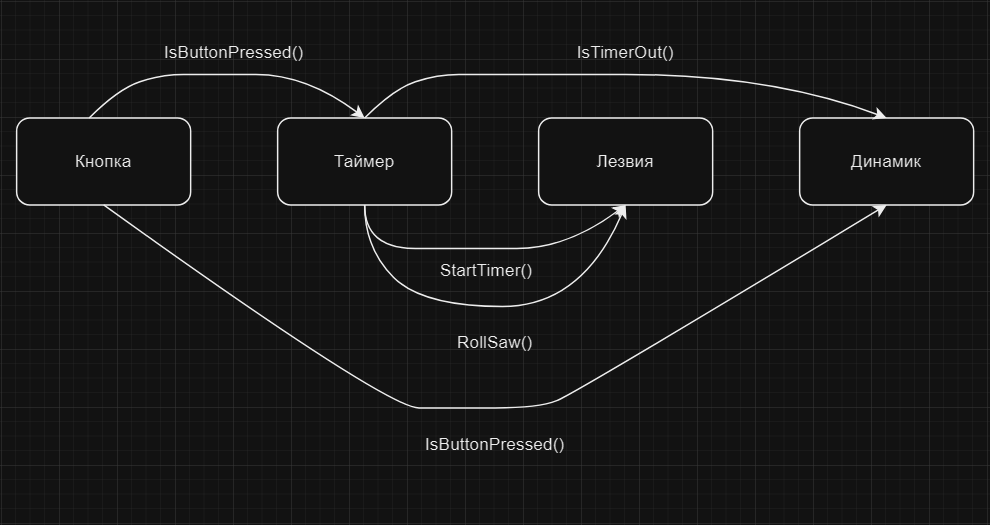 IsButtonPressed()
IsTimerOut()
Кнопка
Таймер
Лезвия
Динамик
StartTimer()
RollSaw()
IsButtonPressed()